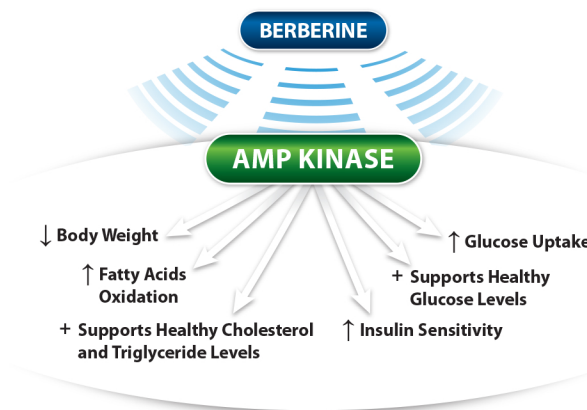 BERBERINE
AMP KINASE
↓ Body Weight
↑ Glucose Uptake
↑ Fatty Acids
Oxidation
+ Supports Healthy
Glucose Levels
+ Supports Healthy Cholesterol
and Triglyceride Levels
↑ Insulin Sensitivity